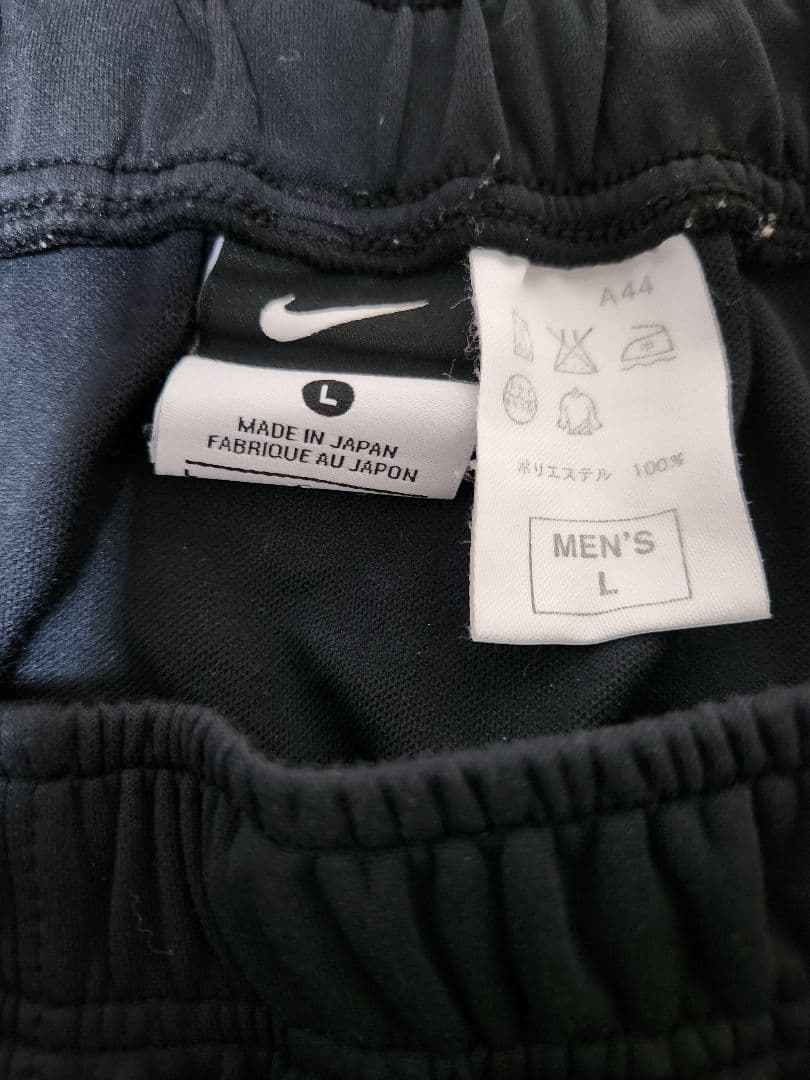 L
MADE IN JAPAN
FABRIQUE AU JAPON
A44
ポリエステル 100%
MEN'S
L